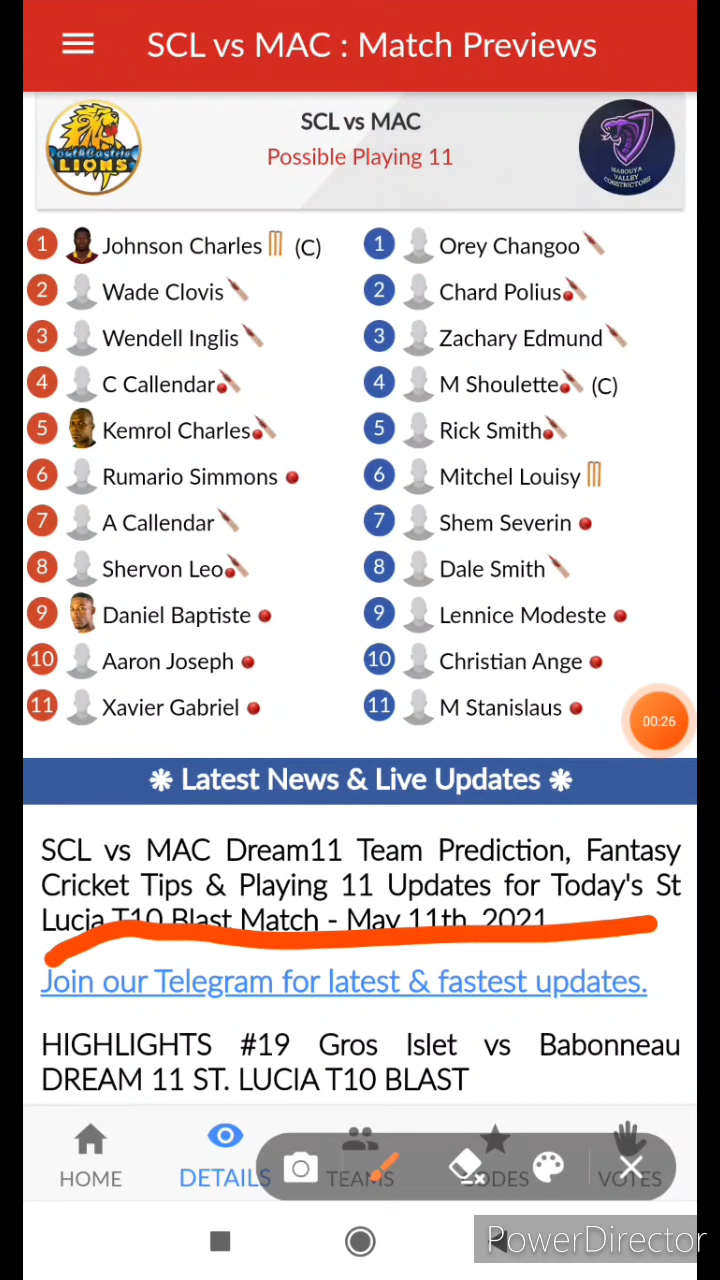 SCL vs MAC : Match Previews
SCL vs MAC
Possible Playing 11
LIONS
MABOUYA
VALLEY
CONSTRICTORS
1 Johnson Charles (C)
2 Wade Clovis
3 Wendell Inglis
4 C Callendar
5 Kemrol Charles
6 Rumario Simmons
7 A Callendar
8 Shervon Leo
9 Daniel Baptiste
10 Aaron Joseph
11 Xavier Gabriel
1 Orey Changoo
2 Chard Polius
3 Zachary Edmund
4 M Shoulette (C)
5 Rick Smith
6 Mitchel Louisy
7 Shem Severin
8 Dale Smith
9 Lennice Modeste
10 Christian Ange
11 M Stanislaus
00:26
Latest News & Live Updates
SCL vs MAC Dream11 Team Prediction, Fantasy
Cricket Tips & Playing 11 Updates for Today's St
Lucia T10 Blast Match - May 11th, 2021
Join our Telegram for latest & fastest updates.
HIGHLIGHTS #19 Gros Islet vs Babonneau
DREAM 11 ST. LUCIA T10 BLAST
HOME DETAILS TEAMS VOTES
PowerDirector